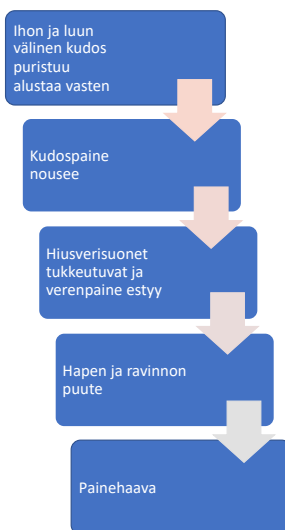 Ihon ja luun
välinen kudos
puristuu
alustaa vasten
Kudospaine
nousee
Hiusverisuonet
tukkeutuvat ja
verenpaine estyy
Hapen ja ravinnon
puute
Painehaava